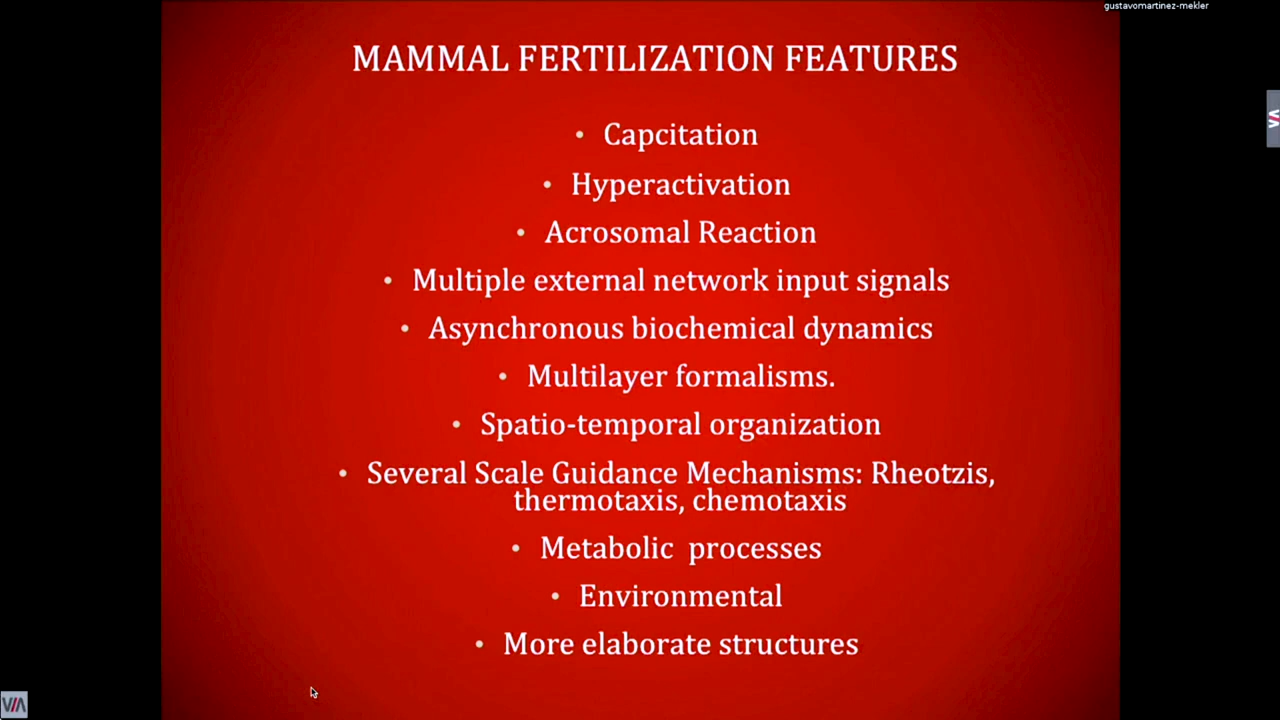 gustavomartinez-mekler
MAMMAL FERTILIZATION FEATURES
• Capcitation
• Hyperactivation
• Acrosomal Reaction
• Multiple external network input signals
• Asynchronous biochemical dynamics
• Multilayer formalisms.
• Spatio-temporal organization
• Several Scale Guidance Mechanisms: Rheotzis,
thermotaxis, chemotaxis
• Metabolic processes
• Environmental
• More elaborate structures
VIA